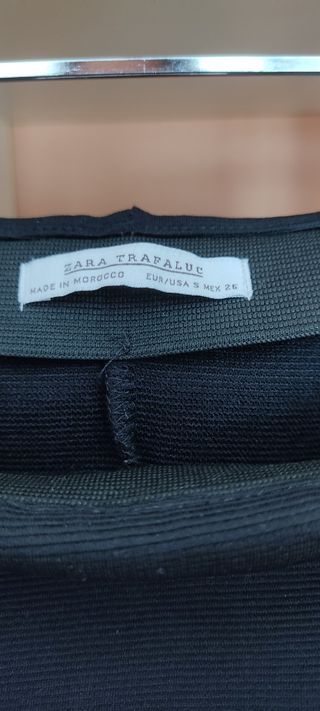 ZARA TRAFALUC
MADE IN MOROCCO EUR/USA S MEX 26